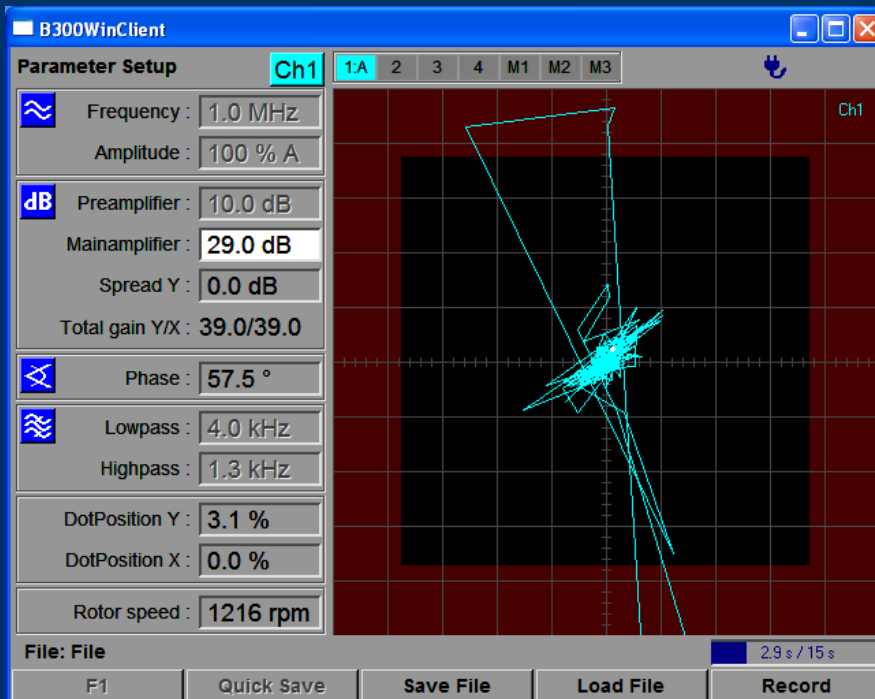 B300WinClient
Parameter Setup Ch1
1:A 2 3 4 M1 M2 M3
Ch1
Frequency : 1.0 MHz
Amplitude : 100 % A
dB
Preamplifier : 10.0 dB
Mainamplifier : 29.0 dB
Spread Y : 0.0 dB
Total gain Y/X : 39.0/39.0
Phase : 57.5 °
Lowpass : 4.0 kHz
Highpass : 1.3 kHz
DotPosition Y : 3.1 %
DotPosition X : 0.0 %
Rotor speed : 1216 rpm
File: File
2.9 s / 15 s
F1 Quick Save Save File Load File Record